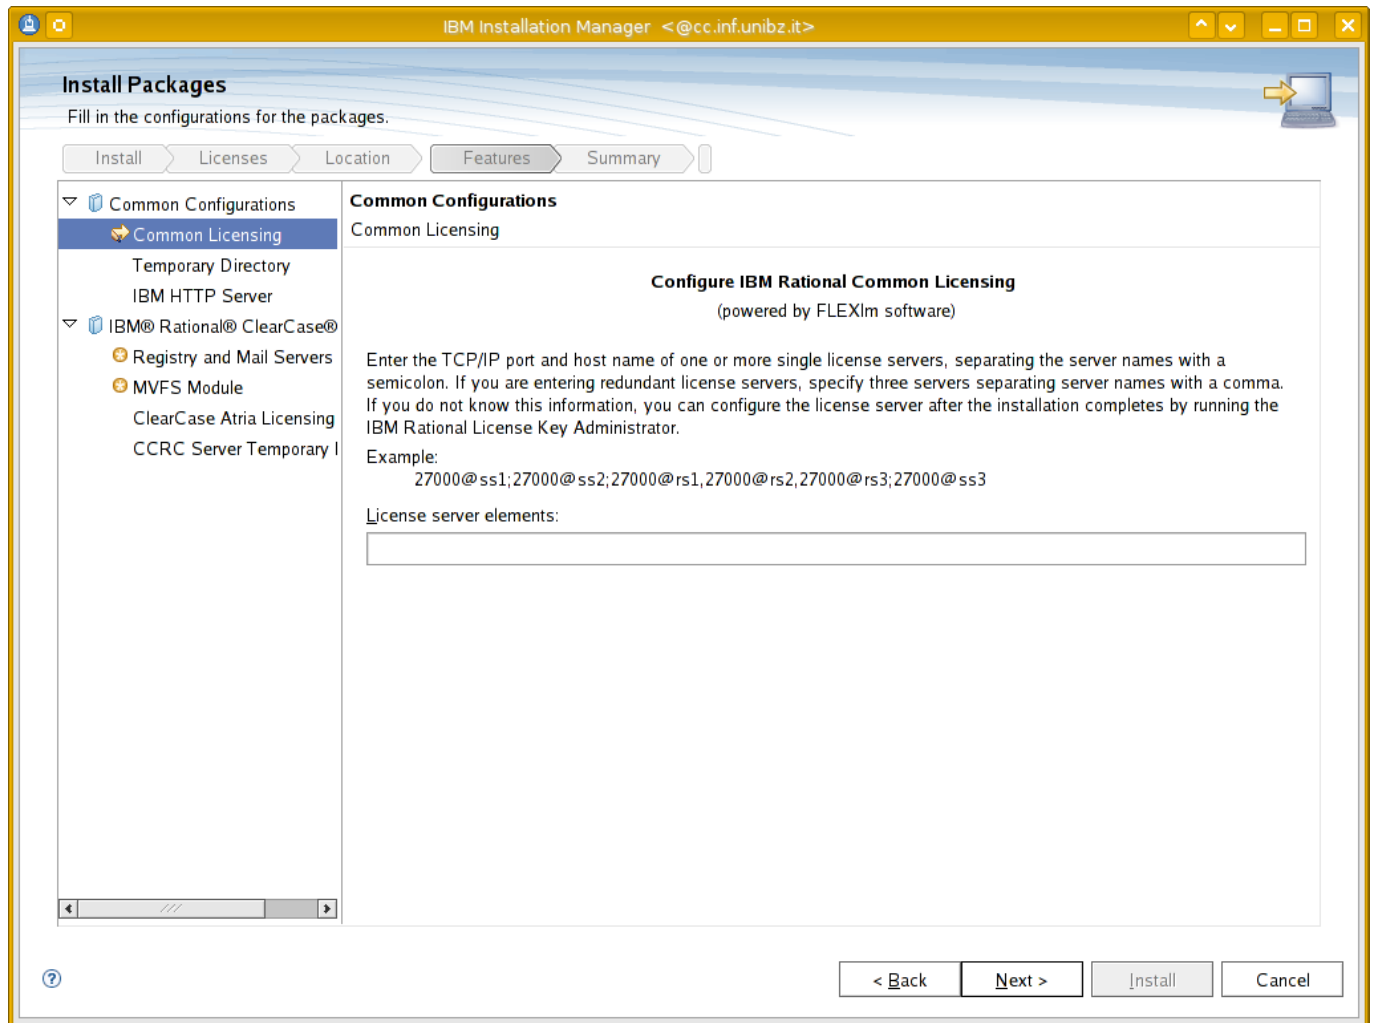 IBM Installation Manager <@cc.inf.unibz.it>
Install Packages
Fill in the configurations for the packages.
Install Licenses Location Features Summary
Common Configurations
Common Licensing
Temporary Directory
IBM HTTP Server
IBM® Rational® ClearCase®
Registry and Mail Servers
MVFS Module
ClearCase Atria Licensing
CCRC Server Temporary
Common Configurations
Common Licensing
Configure IBM Rational Common Licensing
(powered by FLEXlm software)
Enter the TCP/IP port and host name of one or more single license servers, separating the server names with a
semicolon. If you are entering redundant license servers, specify three servers separating server names with a comma.
If you do not know this information, you can configure the license server after the installation completes by running the
IBM Rational License Key Administrator.
Example:
27000@ss1;27000@ss2;27000@rs1,27000@rs2,27000@rs3;27000@ss3
License server elements:
< Back Next > Install Cancel